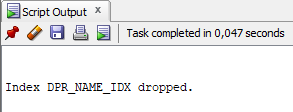 Script Output x
Task completed in 0,047 seconds
Index DPR_NAME_IDX dropped.